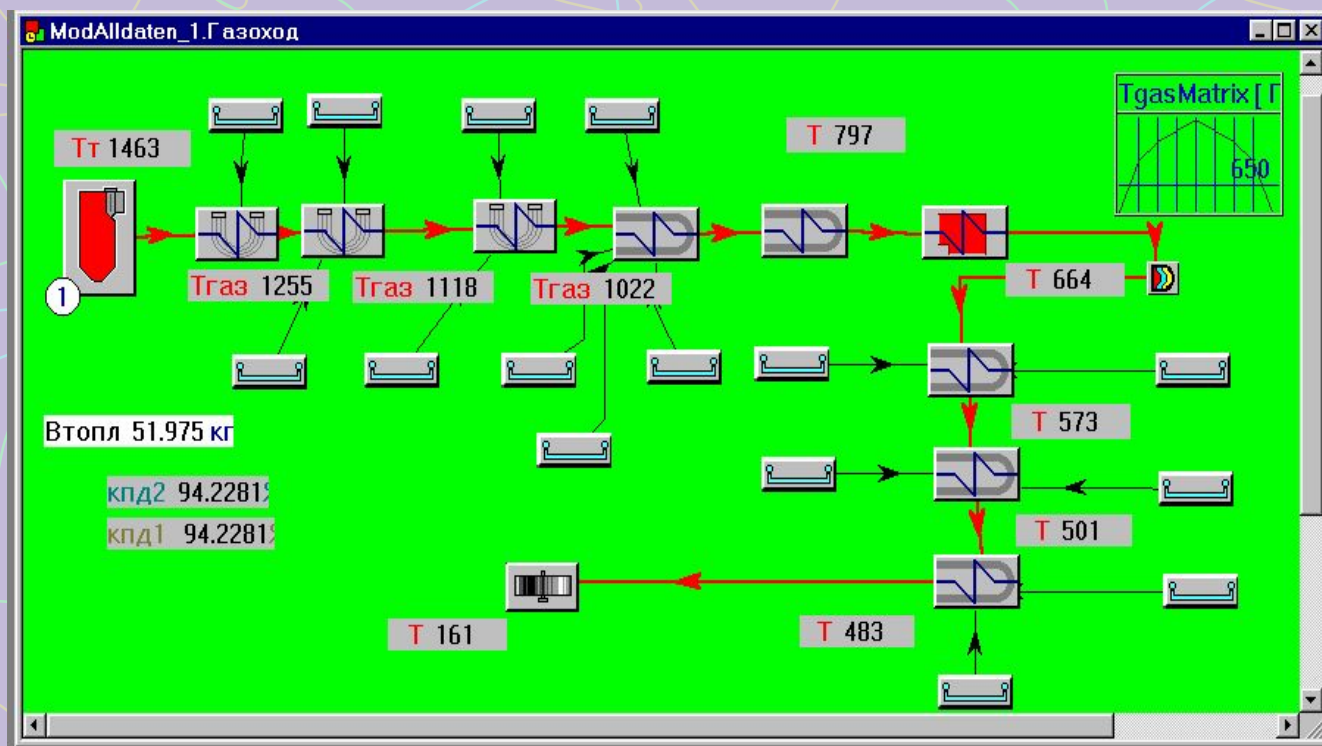 ModAlldaten_1.Газоход
TgasMatrix [ Г
650
Тт 1463
Т 797
1
Тгаз 1255
Тгаз 1118
Тгаз 1022
Т 664
Т 573
Bтопл 51.975 кг
кпд2 94.2281%
кпд1 94.2281%
Т 501
Т 161
Т 483